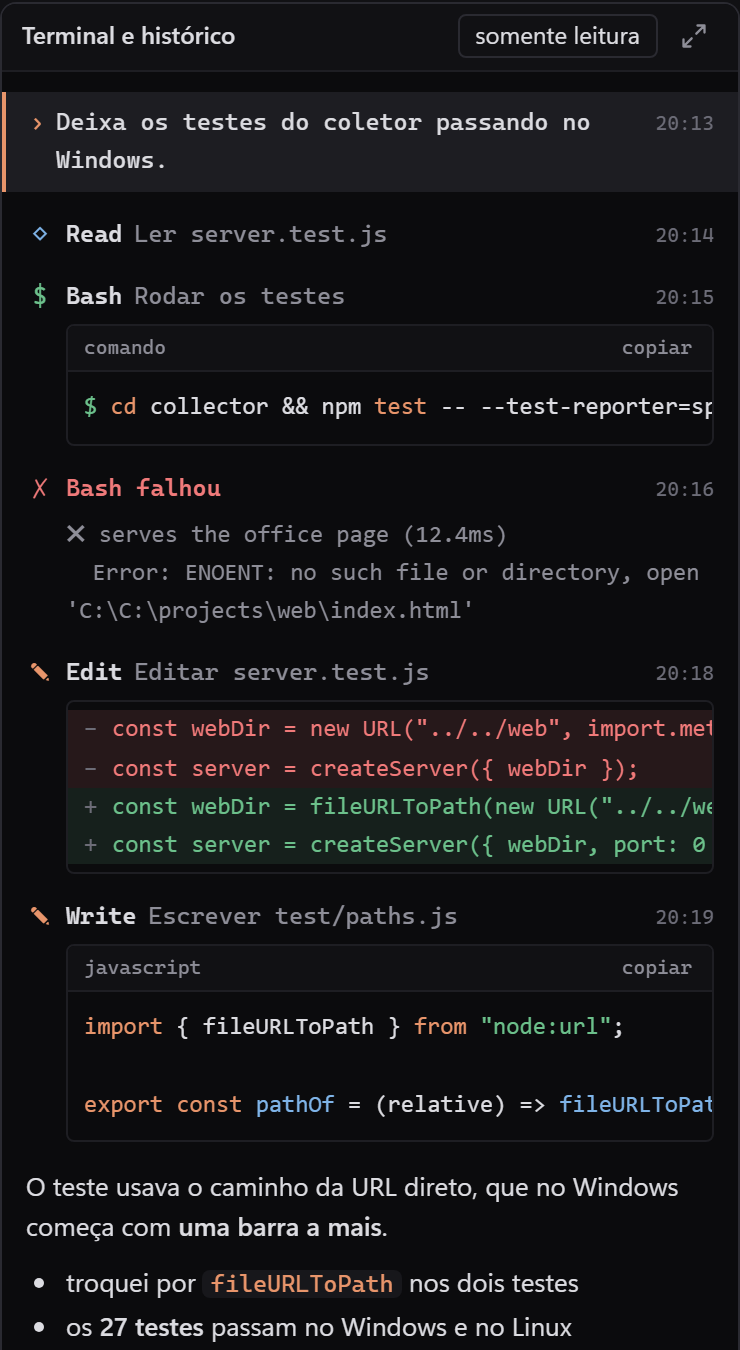 Terminal e histórico somente leitura
› Deixa os testes do coletor passando no 20:13
Windows.
Read Ler server.test.js 20:14
$ Bash Rodar os testes 20:15
comando copiar
$ cd collector && npm test -- --test-reporter=sp
✗ Bash falhou 20:16
✕ serves the office page (12.4ms)
Error: ENOENT: no such file or directory, open
'C:\C:\projects\web\index.html'
Edit Editar server.test.js 20:18
- const webDir = new URL("../../web", import.met
- const server = createServer({ webDir });
+ const webDir = fileURLToPath(new URL("../../we
+ const server = createServer({ webDir, port: 0
Write Escrever test/paths.js 20:19
javascript copiar
import { fileURLToPath } from "node:url";
export const pathOf = (relative) => fileURLToPat
O teste usava o caminho da URL direto, que no Windows
começa com uma barra a mais.
• troquei por fileURLToPath nos dois testes
• os 27 testes passam no Windows e no Linux